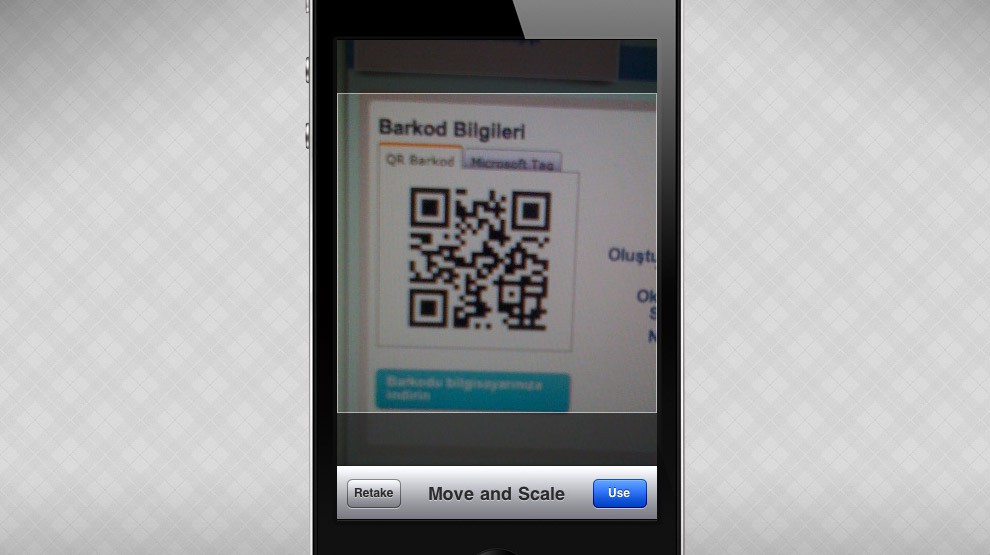 Barkod Bilgileri
QR Barkod
Microsoft Tag
Oluştu
Ok
S
N
Barkodu bilgisayarınıza
indirin
Retake
Move and Scale
Use